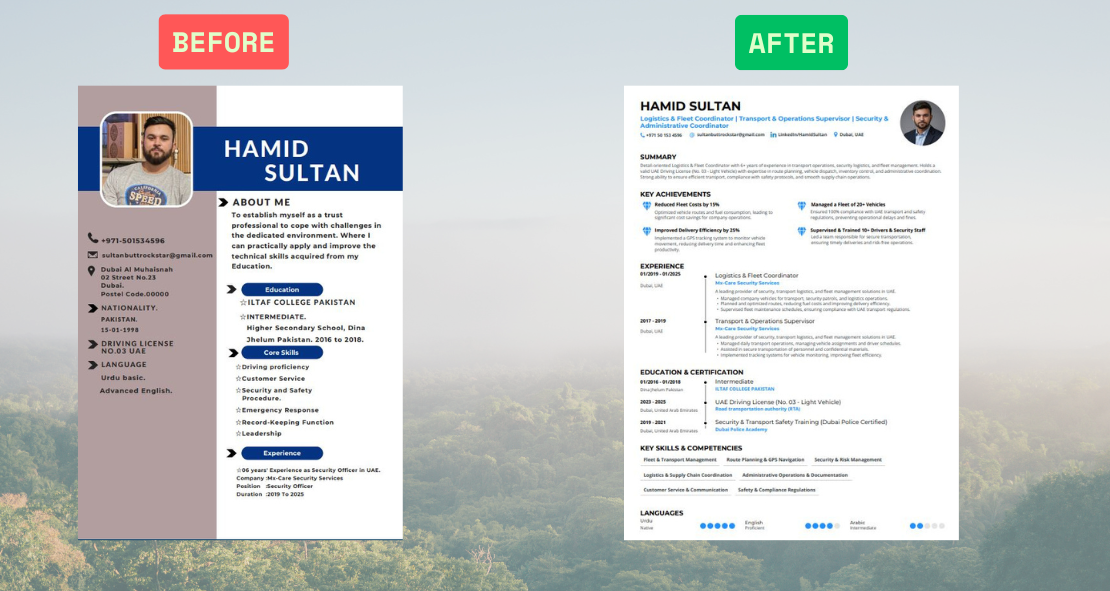 BEFORE
HAMID
SULTAN
ABOUT ME
To establish myself as a trust
professional to cope with challenges in
the dedicated environment. Where I
can practically apply and improve the
technical skills acquired from my
Education.
+971-501534596
sultanbuttrockstar@gmail.com
Dubai Al Muhaisnah
02 Street No.23
Dubai.
Postel Code.00000
NATIONALITY.
PAKISTAN.
15-01-1998
DRIVING LICENSE
NO.03 UAE
LANGUAGE
Urdu basic.
Advanced English.
Education
☆ILTAF COLLEGE PAKISTAN
☆INTERMEDIATE.
Higher Secondary School, Dina
Jhelum Pakistan. 2016 to 2018.
Core Skills
☆Driving proficiency
☆Customer Service
☆Security and Safety
Procedure.
☆Emergency Response
☆Record-Keeping Function
☆Leadership
Experience
☆06 years' Experience as Security Officer in UAE.
Company :Mx-Care Security Services
Position :Security Officer
Duration :2019 To 2025
AFTER
HAMID SULTAN
Logistics & Fleet Coordinator | Transport & Operations Supervisor | Security &
Administrative Coordinator
+971 50 153 4596 sultanbuttrockstar@gmail.com LinkedIn/HamidSultan Dubai, UAE
SUMMARY
Detail-oriented Logistics & Fleet Coordinator with 6+ years of experience in transport operations, security logistics, and fleet management. Holds a
valid UAE Driving License (No. 03 - Light Vehicle) with expertise in route planning, vehicle dispatch, inventory control, and administrative coordination.
Strong ability to ensure efficient transport, compliance with safety protocols, and smooth supply chain operations.
KEY ACHIEVEMENTS
Reduced Fleet Costs by 15%
Optimized vehicle routes and fuel consumption, leading to
significant cost savings for company operations.
Managed a Fleet of 20+ Vehicles
Ensured 100% compliance with UAE transport and safety
regulations, preventing operational delays and fines.
Improved Delivery Efficiency by 25%
Implemented a GPS tracking system to monitor vehicle
movement, reducing delivery time and enhancing fleet
productivity.
Supervised & Trained 10+ Drivers & Security Staff
Led a team responsible for secure transportation,
ensuring timely deliveries and risk-free operations.
EXPERIENCE
01/2019 - 01/2025
Dubai, UAE
Logistics & Fleet Coordinator
Mx-Care Security Services
A leading provider of security, transport logistics, and fleet management solutions in UAE.
• Managed company vehicles for transport, security patrols, and logistics operations.
• Planned and optimized routes, reducing fuel costs and improving delivery efficiency.
• Supervised fleet maintenance schedules, ensuring compliance with UAE transport regulations.
2017 - 2019
Dubai, UAE
Transport & Operations Supervisor
Mx-Care Security Services
A leading provider of security, transport logistics, and fleet management solutions in UAE.
• Managed daily transport operations, managing vehicle assignments and driver schedules.
• Assisted in secure transportation of personnel and confidential materials.
• Implemented tracking systems for vehicle monitoring, improving fleet efficiency.
EDUCATION & CERTIFICATION
01/2016 - 01/2018
Dina Jhelum Pakistan
Intermediate
ILTAF COLLEGE PAKISTAN
2023 - 2025
Dubai, United Arab Emirates
UAE Driving License (No. 03 - Light Vehicle)
Road transportation authority (RTA)
2019 - 2021
Dubai, United Arab Emirates
Security & Transport Safety Training (Dubai Police Certified)
Dubai Police Academy
KEY SKILLS & COMPETENCIES
Fleet & Transport Management Route Planning & GPS Navigation Security & Risk Management
Logistics & Supply Chain Coordination Administrative Operations & Documentation
Customer Service & Communication Safety & Compliance Regulations
LANGUAGES
Urdu
Native
English
Proficient
Arabic
Intermediate